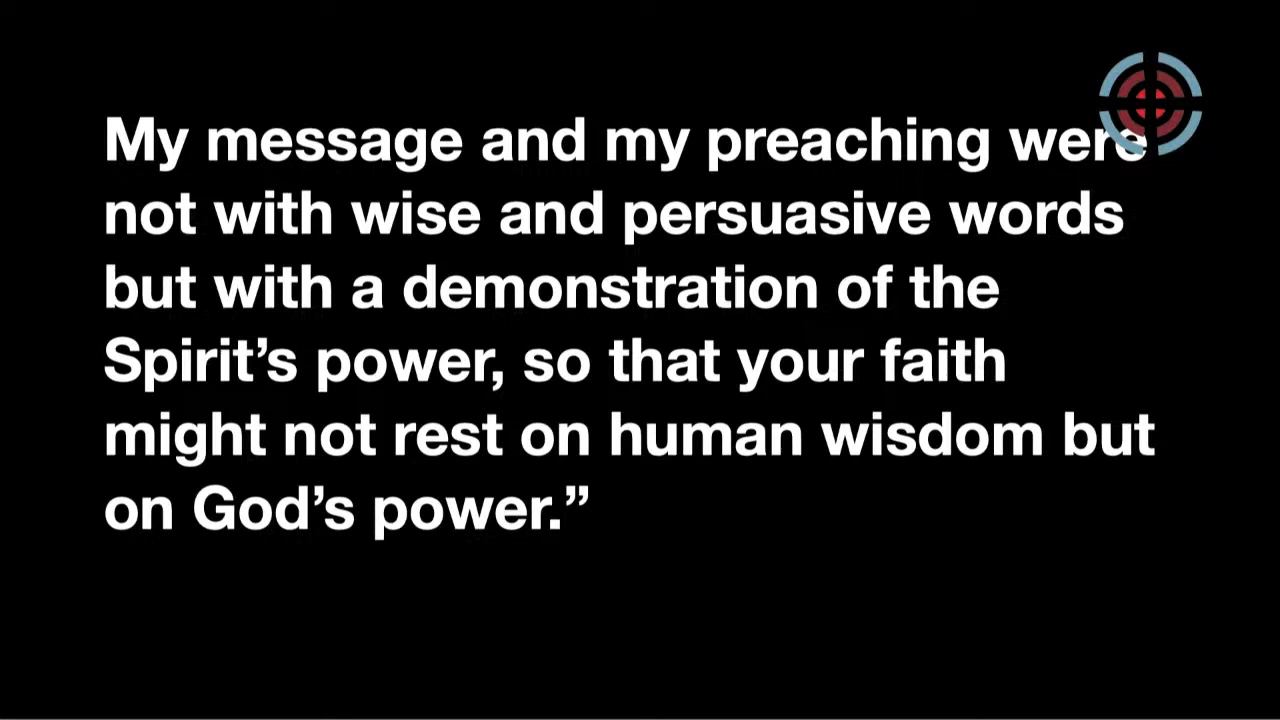 My message and my preaching were
not with wise and persuasive words
but with a demonstration of the
Spirit’s power, so that your faith
might not rest on human wisdom but
on God’s power.”